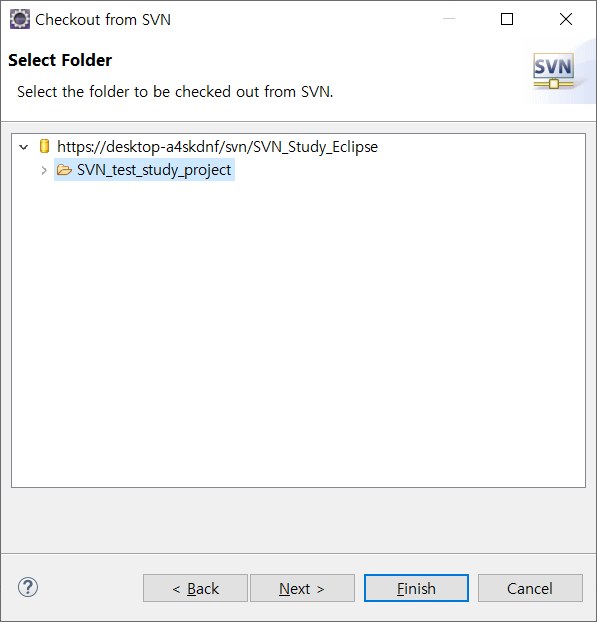 Checkout from SVN
Select Folder
Select the folder to be checked out from SVN.
SVN
https://desktop-a4skdnf/svn/SVN_Study_Eclipse
SVN_test_study_project
?
< Back
Next >
Finish
Cancel